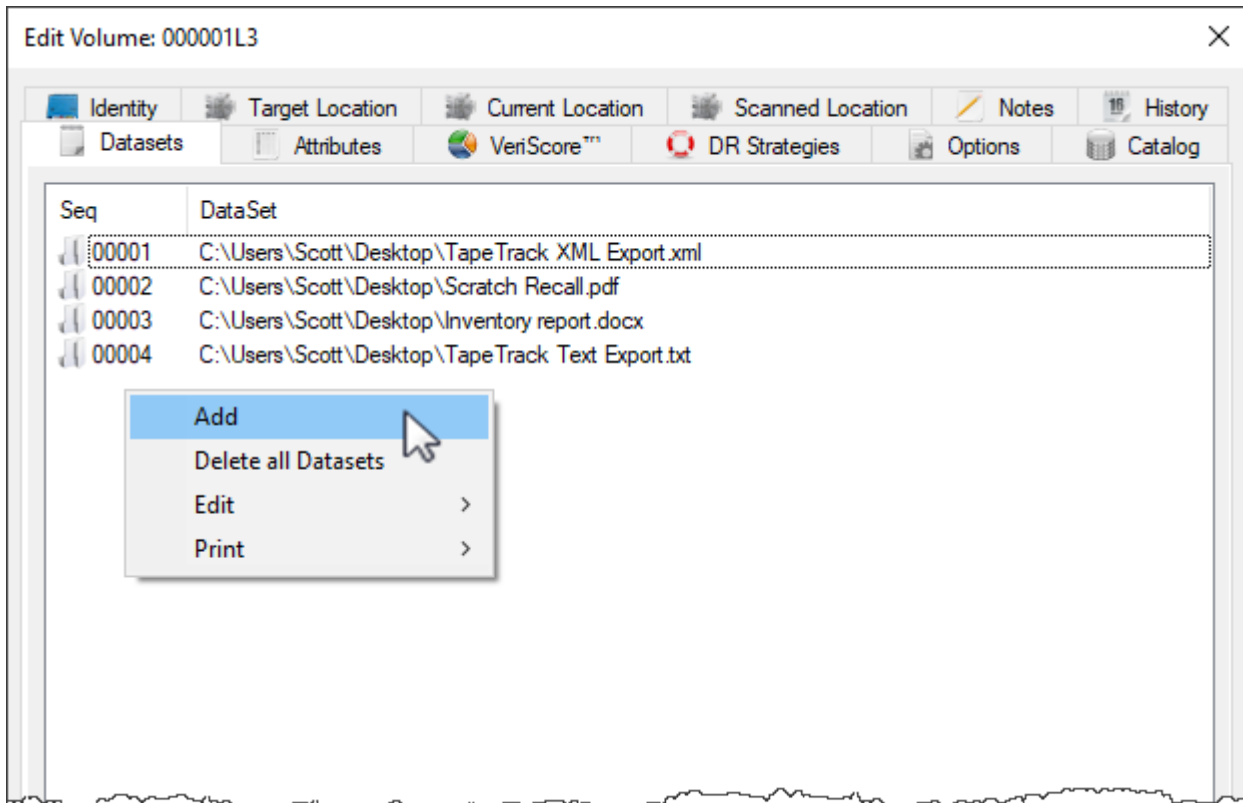 Edit Volume: 000001L3
Identity Target Location Current Location Scanned Location Notes 16 History
Datasets Attributes VeriScore™ DR Strategies Options Catalog
Seq DataSet
00001 C:\Users\Scott\Desktop\TapeTrack XML Export.xml
00002 C:\Users\Scott\Desktop\Scratch Recall.pdf
00003 C:\Users\Scott\Desktop\Inventory report.docx
00004 C:\Users\Scott\Desktop\TapeTrack Text Export.txt
Add
Delete all Datasets
Edit
Print